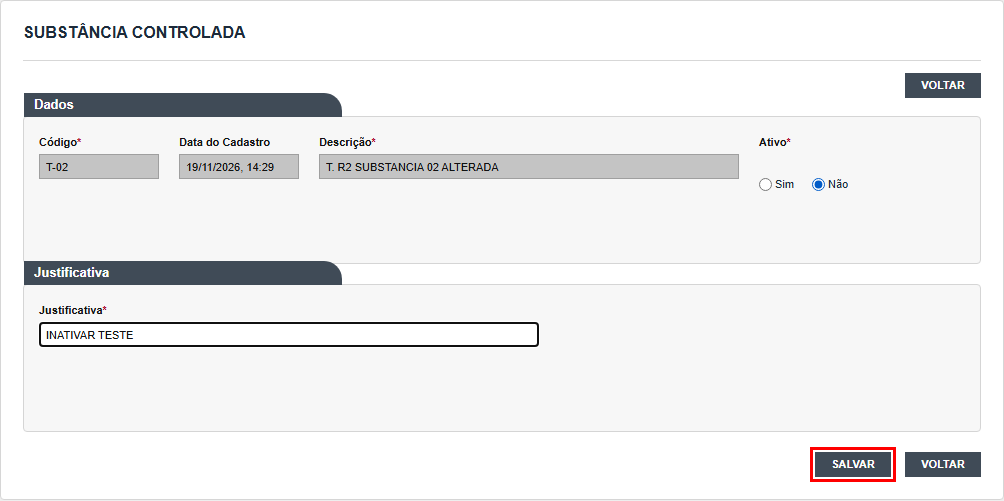 SUBSTÂNCIA CONTROLADA
VOLTAR
Dados
Código* Data do Cadastro Descrição* Ativo*
T-02 19/11/2026, 14:29 T. R2 SUBSTANCIA 02 ALTERADA
Sim Não
Justificativa
Justificativa*
INATIVAR TESTE
SALVAR VOLTAR